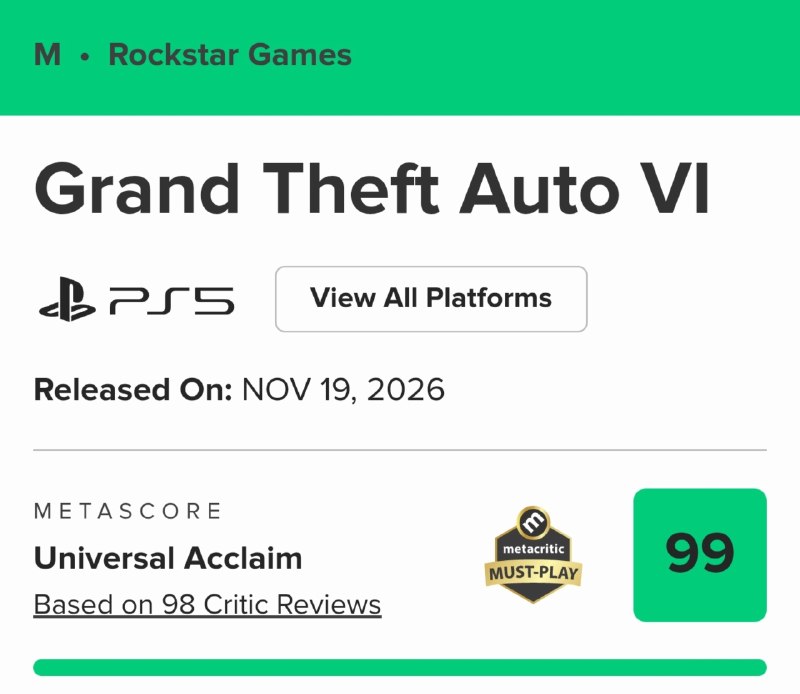 M • Rockstar Games
Grand Theft Auto VI
PS5 View All Platforms
Released On: NOV 19, 2026
METASCORE
Universal Acclaim
Based on 98 Critic Reviews
m
metacritic
MUST-PLAY
99